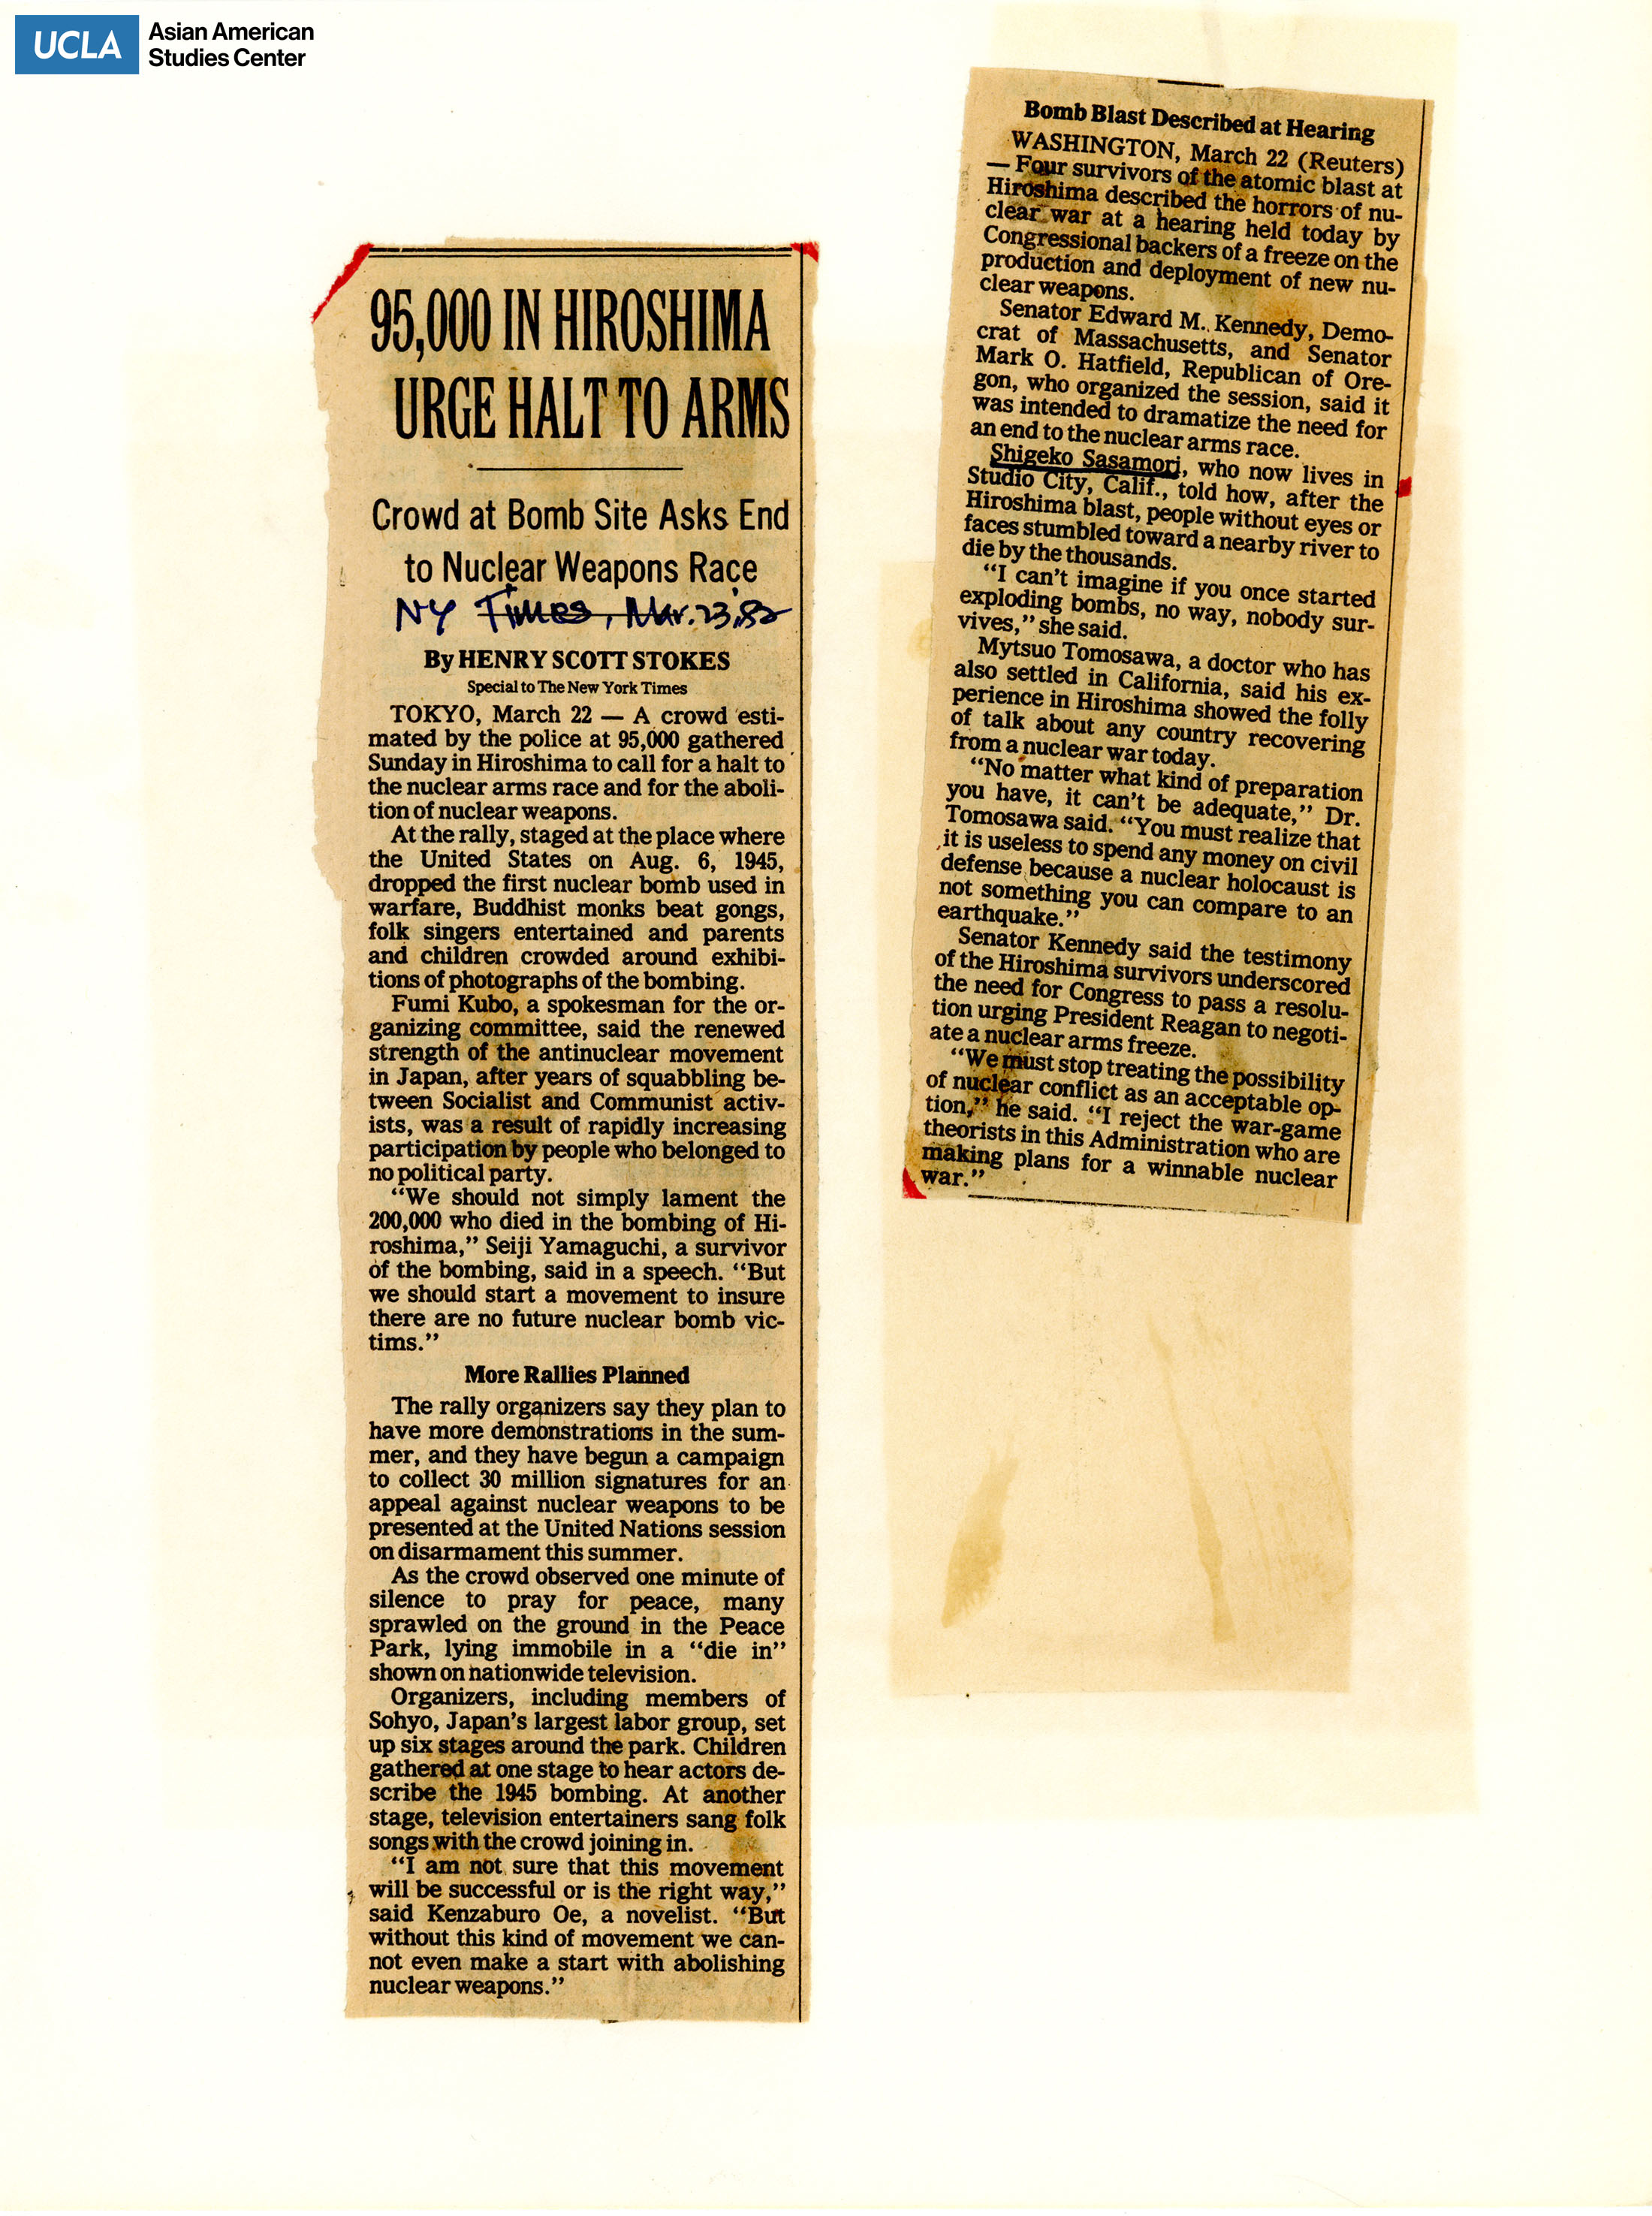 UCLA Asian American
Studies Center
95,000 IN HIROSHIMA
URGE HALT TO ARMS
Crowd at Bomb Site Asks End
to Nuclear Weapons Race
NY Times, Mar. 23, 82
By HENRY SCOTT STOKES
Special to The New York Times
TOKYO, March 22 — A crowd esti-
mated by the police at 95,000 gathered
Sunday in Hiroshima to call for a halt to
the nuclear arms race and for the aboli-
tion of nuclear weapons.
At the rally, staged at the place where
the United States on Aug. 6, 1945,
dropped the first nuclear bomb used in
warfare, Buddhist monks beat gongs,
folk singers entertained and parents
and children crowded around exhibi-
tions of photographs of the bombing.
Fumi Kubo, a spokesman for the or-
ganizing committee, said the renewed
strength of the antinuclear movement
in Japan, after years of squabbling be-
tween Socialist and Communist activ-
ists, was a result of rapidly increasing
participation by people who belonged to
no political party.
“We should not simply lament the
200,000 who died in the bombing of Hi-
roshima,” Seiji Yamaguchi, a survivor
of the bombing, said in a speech. “But
we should start a movement to insure
there are no future nuclear bomb vic-
tims.”
More Rallies Planned
The rally organizers say they plan to
have more demonstrations in the sum-
mer, and they have begun a campaign
to collect 30 million signatures for an
appeal against nuclear weapons to be
presented at the United Nations session
on disarmament this summer.
As the crowd observed one minute of
silence to pray for peace, many
sprawled on the ground in the Peace
Park, lying immobile in a “die in”
shown on nationwide television.
Organizers, including members of
Sohyo, Japan’s largest labor group, set
up six stages around the park. Children
gathered at one stage to hear actors de-
scribe the 1945 bombing. At another
stage, television entertainers sang folk
songs with the crowd joining in.
“I am not sure that this movement
will be successful or is the right way,”
said Kenzaburo Oe, a novelist. “But
without this kind of movement we can-
not even make a start with abolishing
nuclear weapons.”
Bomb Blast Described at Hearing
WASHINGTON, March 22 (Reuters)
— Four survivors of the atomic blast at
Hiroshima described the horrors of nu-
clear war at a hearing held today by
Congressional backers of a freeze on the
production and deployment of new nu-
clear weapons.
Senator Edward M. Kennedy, Demo-
crat of Massachusetts, and Senator
Mark O. Hatfield, Republican of Ore-
gon, who organized the session, said it
was intended to dramatize the need for
an end to the nuclear arms race.
Shigeko Sasamori, who now lives in
Studio City, Calif., told how, after the
Hiroshima blast, people without eyes or
faces stumbled toward a nearby river to
die by the thousands.
“I can’t imagine if you once started
exploding bombs, no way, nobody sur-
vives,” she said.
Mytsuo Tomosawa, a doctor who has
also settled in California, said his ex-
perience in Hiroshima showed the folly
of talk about any country recovering
from a nuclear war today.
“No matter what kind of preparation
you have, it can’t be adequate,” Dr.
Tomosawa said. “You must realize that
it is useless to spend any money on civil
defense because a nuclear holocaust is
not something you can compare to an
earthquake.”
Senator Kennedy said the testimony
of the Hiroshima survivors underscored
the need for Congress to pass a resolu-
tion urging President Reagan to negoti-
ate a nuclear arms freeze.
“We must stop treating the possibility
of nuclear conflict as an acceptable op-
tion,” he said. “I reject the war-game
theorists in this Administration who are
making plans for a winnable nuclear
war.”